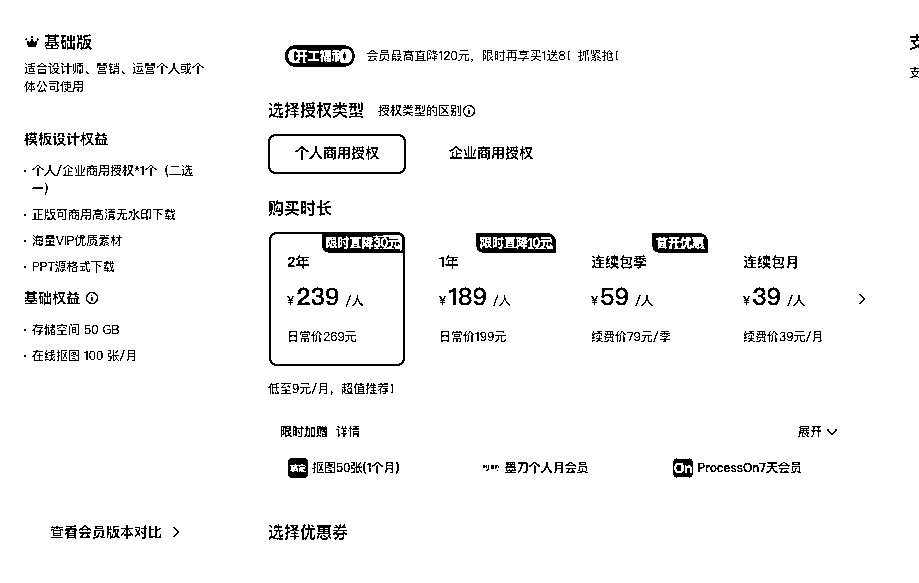 基础版
适合设计师、营销、运营个人或个
体公司使用
模板设计权益
· 个人/企业商用授权*1个（二选
一）
· 正版可商用高清无水印下载
· 海量VIP优质素材
· PPT源格式下载
基础权益
· 存储空间 50 GB
· 在线抠图 100 张/月
查看会员版本对比 >
开工福利 会员最高直降120元，限时再享买1送8！抓紧抢！
选择授权类型 授权类型的区别
个人商用授权 企业商用授权
购买时长
限时直降30元 限时直降10元 首开优惠
2年 1年 连续包季 连续包月
¥239 /人 ¥189 /人 ¥59 /人 ¥39 /人
日常价269元 日常价199元 续费价79元/季 续费价39元/月
低至9元/月，超值推荐！
限时加赠 详情 展开
稿定 抠图50张(1个月) 墨刀个人月会员 On ProcessOn7天会员
选择优惠券
支
支